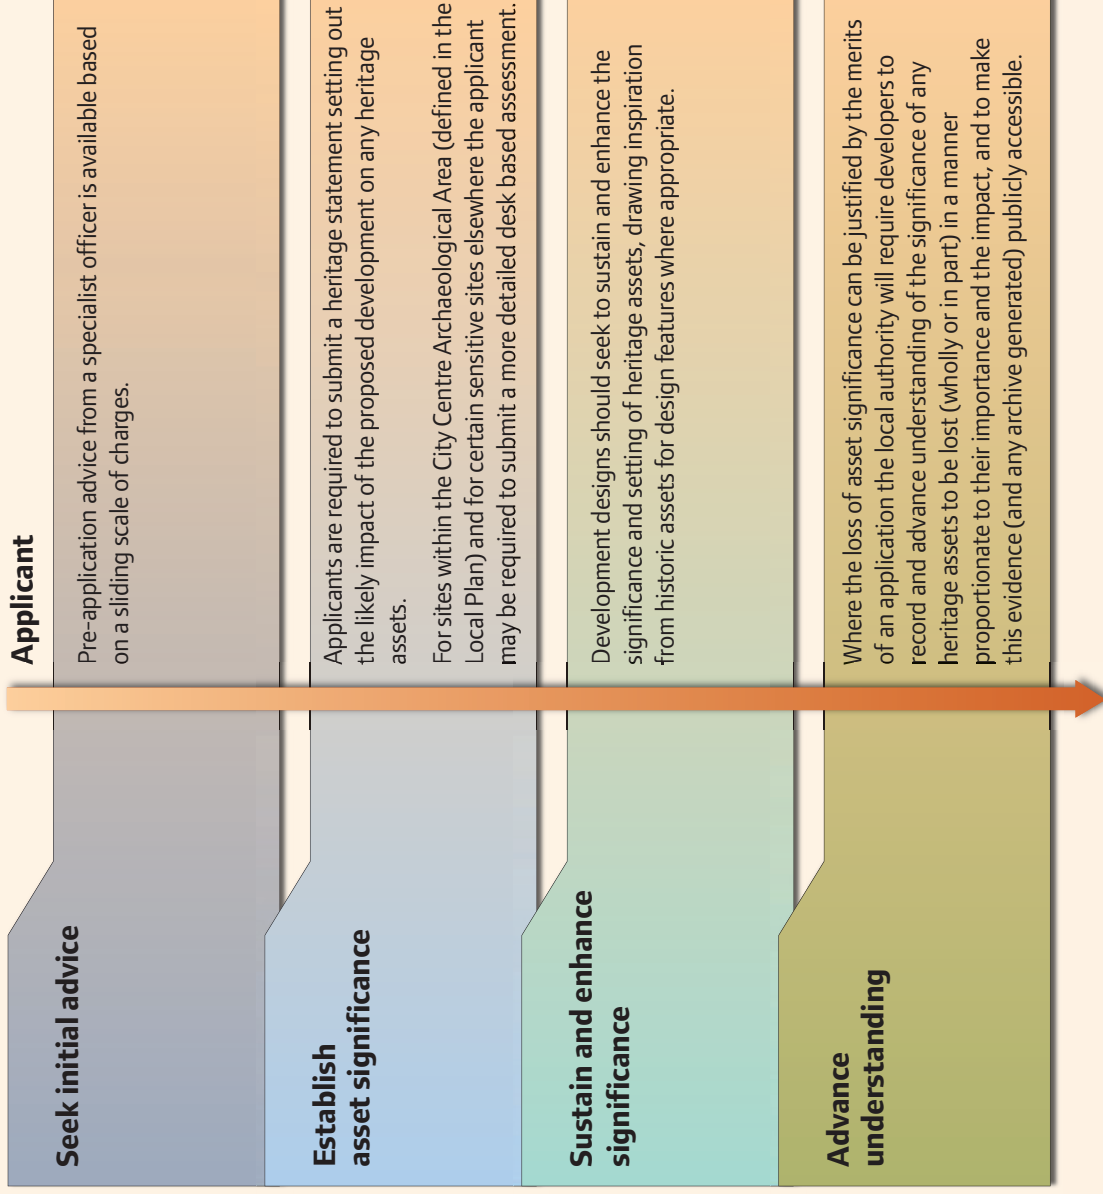 Applicant
Seek initial advice
Pre-application advice from a specialist officer is available based
on a sliding scale of charges.
Establish
asset significance
Applicants are required to submit a heritage statement setting out
the likely impact of the proposed development on any heritage
assets.
For sites within the City Centre Archaeological Area (defined in the
Local Plan) and for certain sensitive sites elsewhere the applicant
may be required to submit a more detailed desk based assessment.
Sustain and enhance
significance
Development designs should seek to sustain and enhance the
significance and setting of heritage assets, drawing inspiration
from historic assets for design features where appropriate.
Advance
understanding
Where the loss of asset significance can be justified by the merits
of an application the local authority will require developers to
record and advance understanding of the significance of any
heritage assets to be lost (wholly or in part) in a manner
proportionate to their importance and the impact, and to make
this evidence (and any archive generated) publicly accessible.